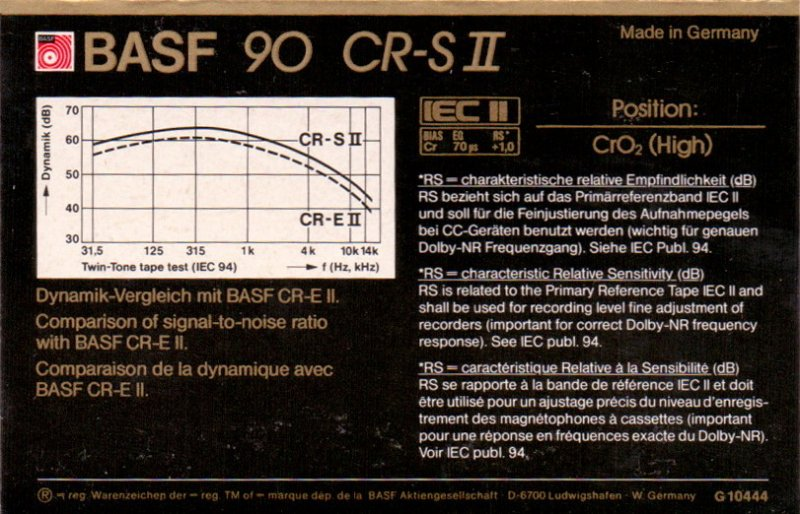 BASF BASF 90 CR-S II
Made in Germany
Dynamik (dB)
70
60
50
40
30
CR-S II
CR-E II
31,5 125 315 1k 4k 10k 14k
Twin-Tone tape test (IEC 94) f (Hz, kHz)
Dynamik-Vergleich mit BASF CR-E II.
Comparison of signal-to-noise ratio
with BASF CR-E II.
Comparaison de la dynamique avec
BASF CR-E II.
IEC II
BIAS EQ RS*
Cr 70 µs +1,0
Position:
CrO₂ (High)
*RS = charakteristische relative Empfindlichkeit (dB)
RS bezieht sich auf das Primärreferenzband IEC II
und soll für die Feinjustierung des Aufnahmepegels
bei CC-Geräten benutzt werden (wichtig für genauen
Dolby-NR Frequenzgang). Siehe IEC Publ. 94.
*RS = characteristic Relative Sensitivity (dB)
RS is related to the Primary Reference Tape IEC II and
shall be used for recording level fine adjustment of
recorders (important for correct Dolby-NR frequency
response). See IEC publ. 94.
*RS = caractéristique Relative à la Sensibilité (dB)
RS se rapporte à la bande de référence IEC II et doit
être utilisé pour un ajustage précis du niveau d'enregis-
trement des magnétophones à cassettes (important
pour une réponse en fréquences exacte du Dolby-NR).
Voir IEC publ. 94.
® = reg. Warenzeichen der = reg. TM of = marque dép. de la BASF Aktiengesellschaft · D-6700 Ludwigshafen · W. Germany G 10444